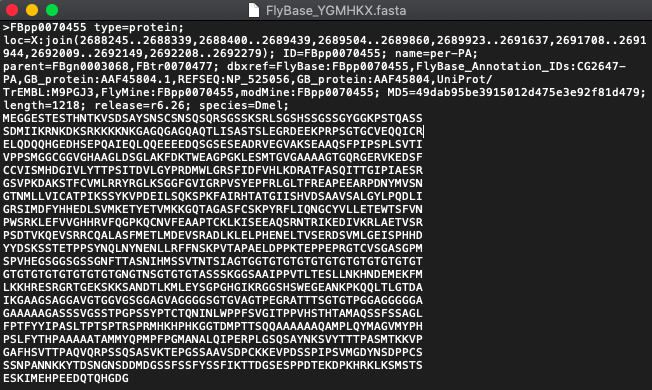 FlyBase_YGMHKX.fasta
>FBpp0070455 type=protein;
loc=X:join(2688245..2688339,2688400..2689439,2689504..2689860,2689923..2691637,2691708..2691
944,2692009..2692149,2692208..2692279); ID=FBpp0070455; name=per-PA;
parent=FBgn0003068,FBtr0070477; dbxref=FlyBase:FBpp0070455,FlyBase_Annotation_IDs:CG2647-
PA,GB_protein:AAF45804.1,REFSEQ:NP_525056,GB_protein:AAF45804,UniProt/
TrEMBL:M9PGJ3,FlyMine:FBpp0070455,modMine:FBpp0070455; MD5=49dab95be3915012d475e3e92f81d479;
length=1218; release=r6.26; species=Dmel;
MEGGESTESTHNTKVSDSAYSNSCSNSQSQRSGSSKSRLSGSHSSGSSGYGGKPSTQASS
SDMIIKRNKDKSRKKKKNKGAGQGAGQAQTLISASTSLEGRDEEKPRPSGTGCVEQQICR
ELQDQQHGEDHSEPQAIEQLQQEEEEDQSGSESEADRVEGVAKSEAAQSFPIPSPLSVTI
VPPSMGGCGGVGHAAGLDSGLAKFDKTWEAGPGKLESMTGVGAAAAGTGQRGERVKEDSF
CCVISMHDGIVLYTTPSITDVLGYPRDMWLGRSFIDFVHLKDRATFASQITTGIPIAESR
GSVPKDAKSTFCVMLRRYRGLKSGGFGVIGRPVSYEPFRLGLTFREAPEEARPDNYMVSN
GTNMLLVICATPIKSSYKVPDEILSQKSPKFAIRHTATGIISHVDSAAVSALGYLPQDLI
GRSIMDFYHHEDLSVMKETYETVMKKGQTAGASFCSKPYRFLIQNGCYVLLETEWTSFVN
PWSRKLEFVVGHHRVFQGPKQCNVFEAAPTCKLKISEEAQSRNTRIKEDIVKRLAETVSR
PSDTVKQEVSRRCQALASFMETLMDEVSRADLKLELPHENELTVSERDSVMLGEISPHHD
YYDSKSSTETPPSYNQLNYNENLLRFFNSKPVTAPAELDPPKTEPPEPRGTCVSGASGPM
SPVHEGSGGSGSSGNFTTASNIHMSSVTNTSIAGTGGTGTGTGTGTGTGTGTGTGTGTGT
GTGTGTGTGTGTGTGTGNGTNSGTGTGTASSSKGGSAAIPPVTLTESLLNKHNDEMEKFM
LKKHRESRGRTGEKSKKSANDTLKMLEYSGPGHGIKRGGSHSWEGEANKPKQQLTLGTDA
IKGAAGSAGGAVGTGGVGSGGAGVAGGGGSGTGVAGTPEGRATTTSGTGTPGGAGGGGGA
GAAAAAGASSSVGSSTPGPSSYPTCTQNINLWPPFSVGITPPVHSTHTAMAQSSFSSAGL
FPTFYYIPASLTPTSPTRSPRMHKHPHKGGTDMPTTSQQAAAAAAQAMPLQYMAGVMYPH
PSLFYTHPAAAAATAMMYQPMPFPGMANALQIPERPLGSQSAYNKSVYTTTPASMTKKVP
GAFHSVTTPAQVQRPSSQSASVKTEPGSSAAVSDPCKKEVPDSSPIPSVMGDYNSDPPCS
SSNPANNKKYTDSNGNSDDMDGSSFSSFYSSFIKTTDGSESPPDTEKDPKHRKLKSMSTS
ESKIMEHPEEDQTQHGDG